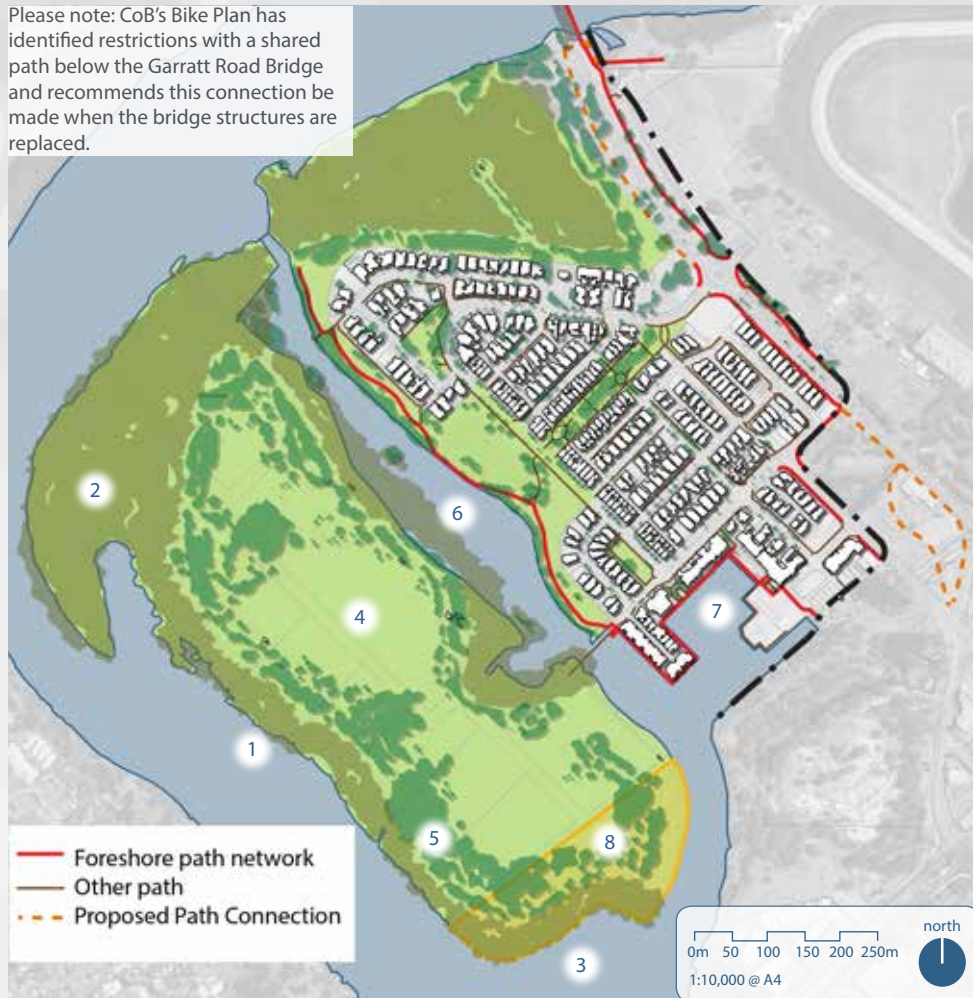 Please note: CoB's Bike Plan has
identified restrictions with a shared
path below the Garratt Road Bridge
and recommends this connection be
made when the bridge structures are
replaced.
2
6
4
7
1
5
8
3
Foreshore path network
Other path
Proposed Path Connection
north
0m 50 100 150 200 250m
1:10,000 @ A4